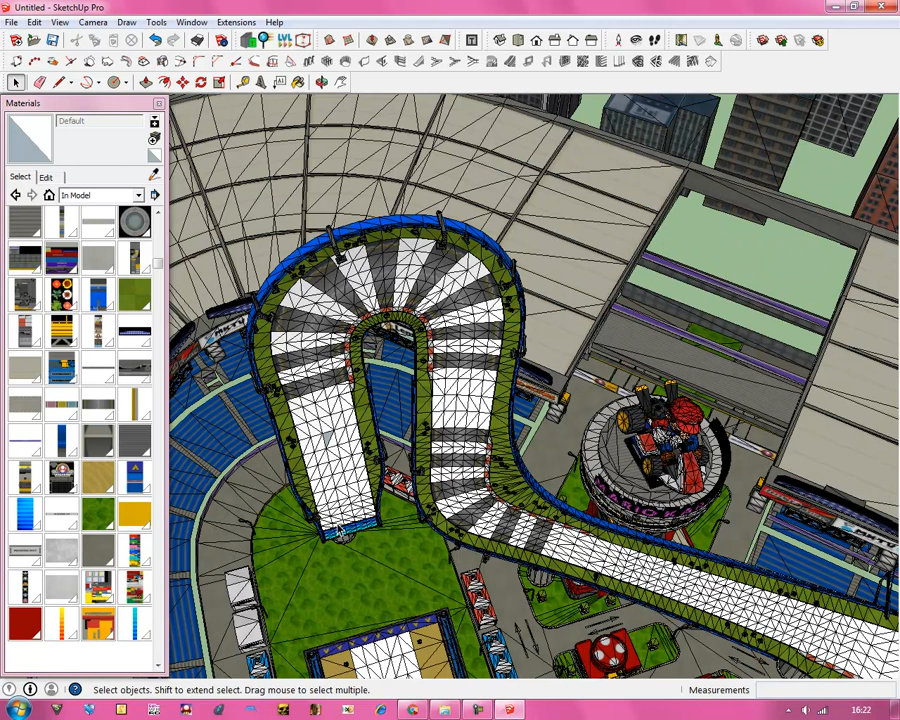 Untitled - SketchUp Pro
File Edit View Camera Draw Tools Window Extensions Help
LVL
Materials
Default
Select Edit
In Model
Select objects. Shift to extend select. Drag mouse to select multiple.
Measurements
16:22